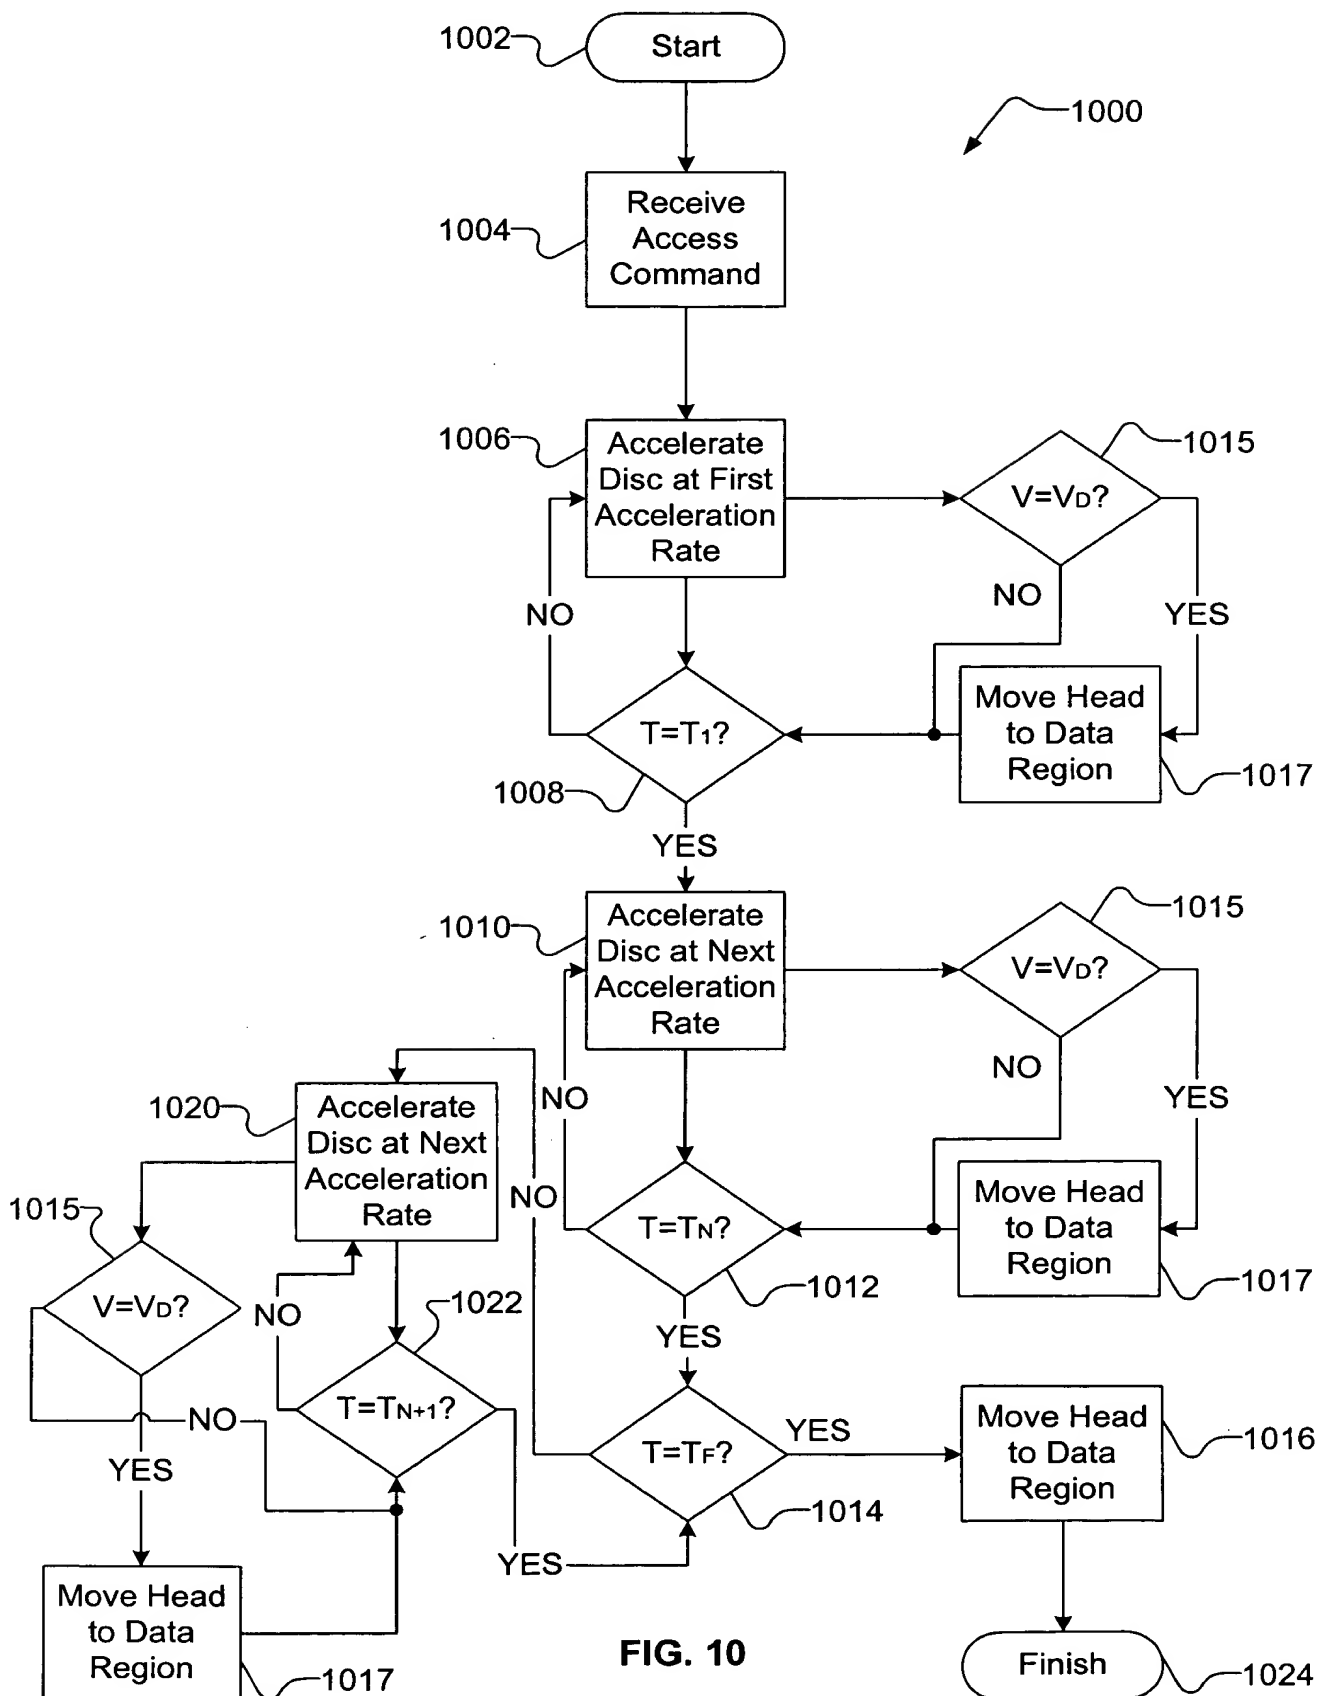 1002
Start
1000
1004
Receive
Access
Command
1006
Accelerate
Disc at First
Acceleration
Rate
1015
V=VD?
NO
NO
YES
T=T1?
1008
Move Head
to Data
Region
1017
YES
1010
Accelerate
Disc at Next
Acceleration
Rate
1015
V=VD?
NO
NO
YES
1020
Accelerate
Disc at Next
Acceleration
Rate
NO
T=TN?
1012
Move Head
to Data
Region
1017
1015
V=VD?
NO
1022
YES
T=TN+1?
NO
YES
T=TF?
1014
YES
Move Head
to Data
Region
1016
YES
Move Head
to Data
Region
1017
FIG. 10
Finish
1024